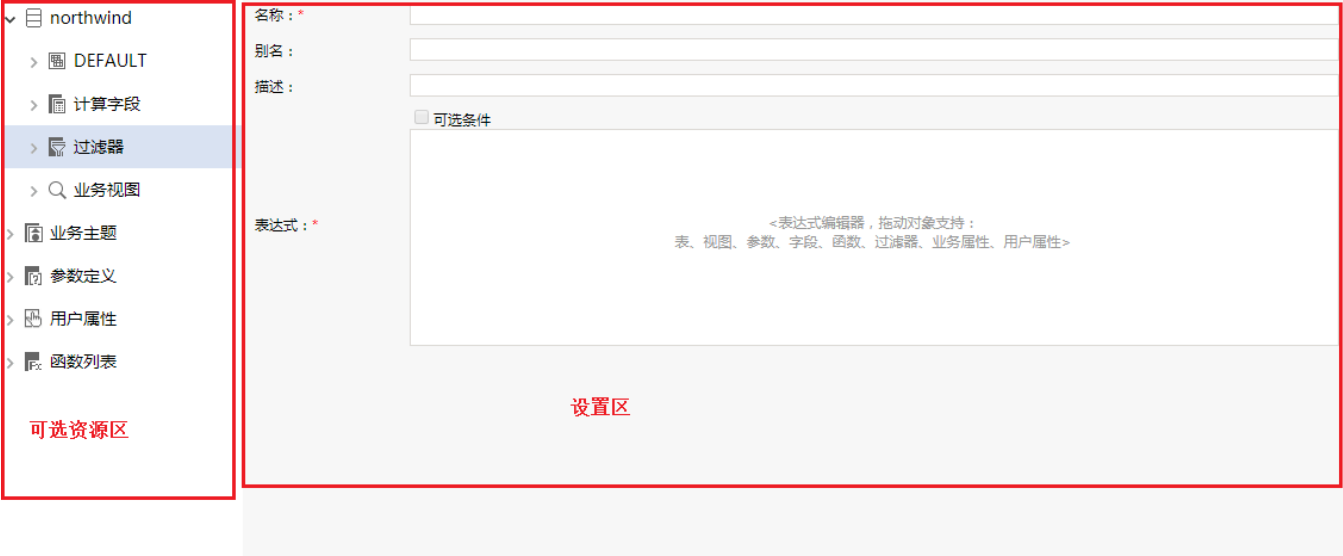 northwind
DEFAULT
计算字段
过滤器
业务视图
业务主题
参数定义
用户属性
函数列表
可选资源区
名称：*
别名：
描述：
可选条件
表达式：*
<表达式编辑器，拖动对象支持：
表、视图、参数、字段、函数、过滤器、业务属性、用户属性>
设置区